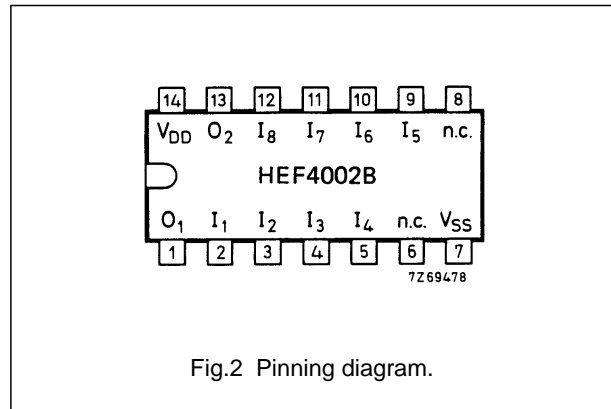 14 13 12 11 10 9 8
VDD O2 I8 I7 I6 I5 n.c.
HEF4002B
O1 I1 I2 I3 I4 n.c. VSS
1 2 3 4 5 6 7
7Z69478
Fig.2 Pinning diagram.